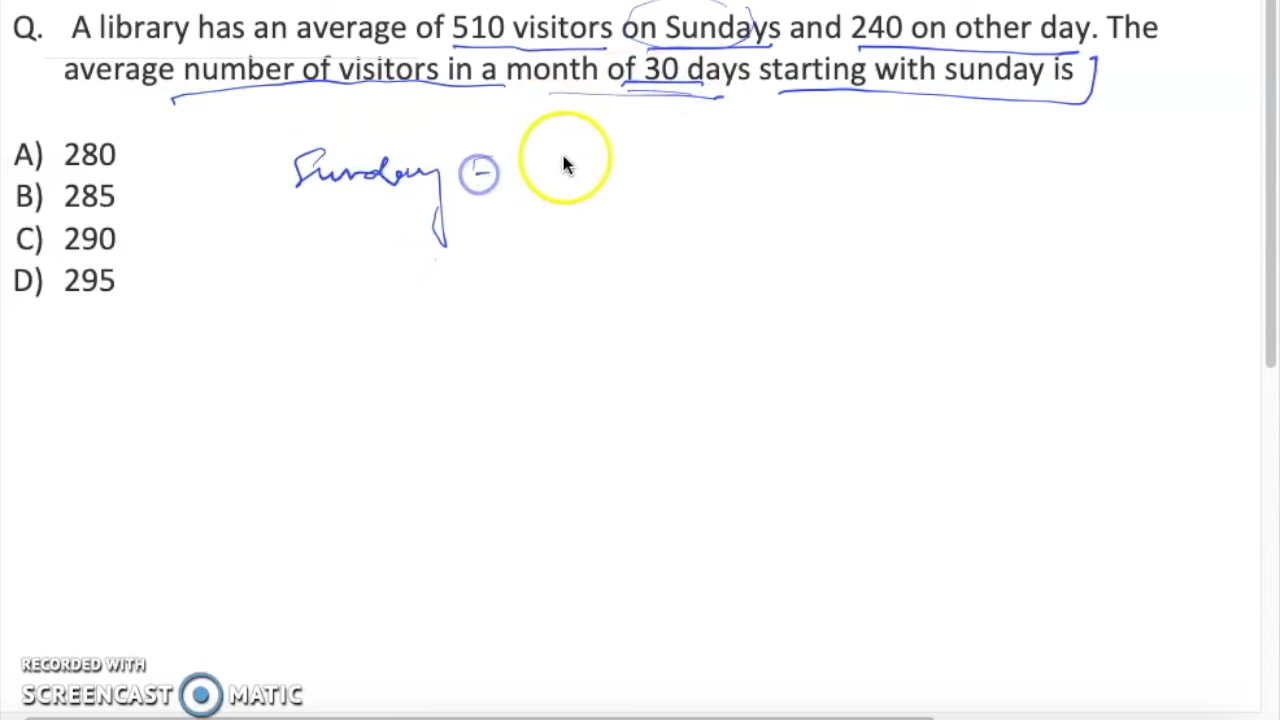 Q. A library has an average of 510 visitors on Sundays and 240 on other day. The
average number of visitors in a month of 30 days starting with sunday is
A) 280
B) 285
C) 290
D) 295
Sunday =
RECORDED WITH
SCREENCAST MATIC